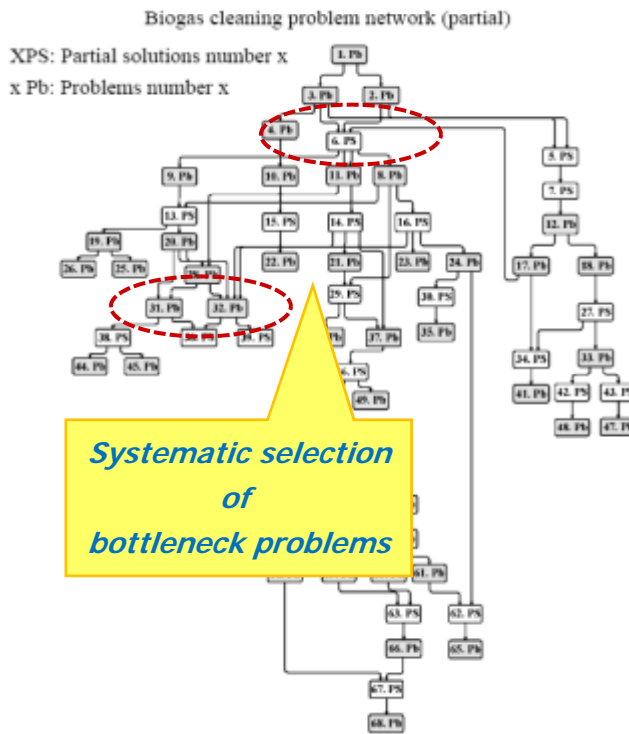 Biogas cleaning problem network (partial)
XPS: Partial solutions number x
x Pb: Problems number x
1. Pb
3. Pb
2. Pb
4. Pb
6. PS
5. PS
9. Pb
10. Pb
11. Pb
8. Pb
7. PS
13. PS
15. PS
14. PS
16. PS
12. Pb
19. Pb
20. Pb
26. Pb
25. Pb
22. Pb
21. Pb
23. Pb
24. Pb
17. Pb
18. Pb
29. PS
30. PS
31. Pb
32. Pb
27. PS
37. Pb
35. Pb
38. PS
39. PS
34. PS
33. Pb
44. Pb
45. Pb
6. PS
41. Pb
42. PS
43. PS
49. Pb
48. Pb
47. Pb
Systematic selection
of
bottleneck problems
61. Pb
63. PS
62. PS
66. Pb
65. Pb
67. PS
68. Pb